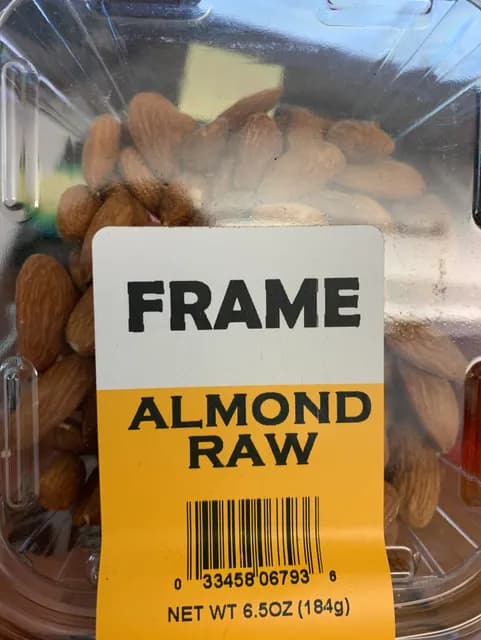 FRAME
ALMOND
RAW
0 33458 06793 6
NET WT 6.5OZ (184g)